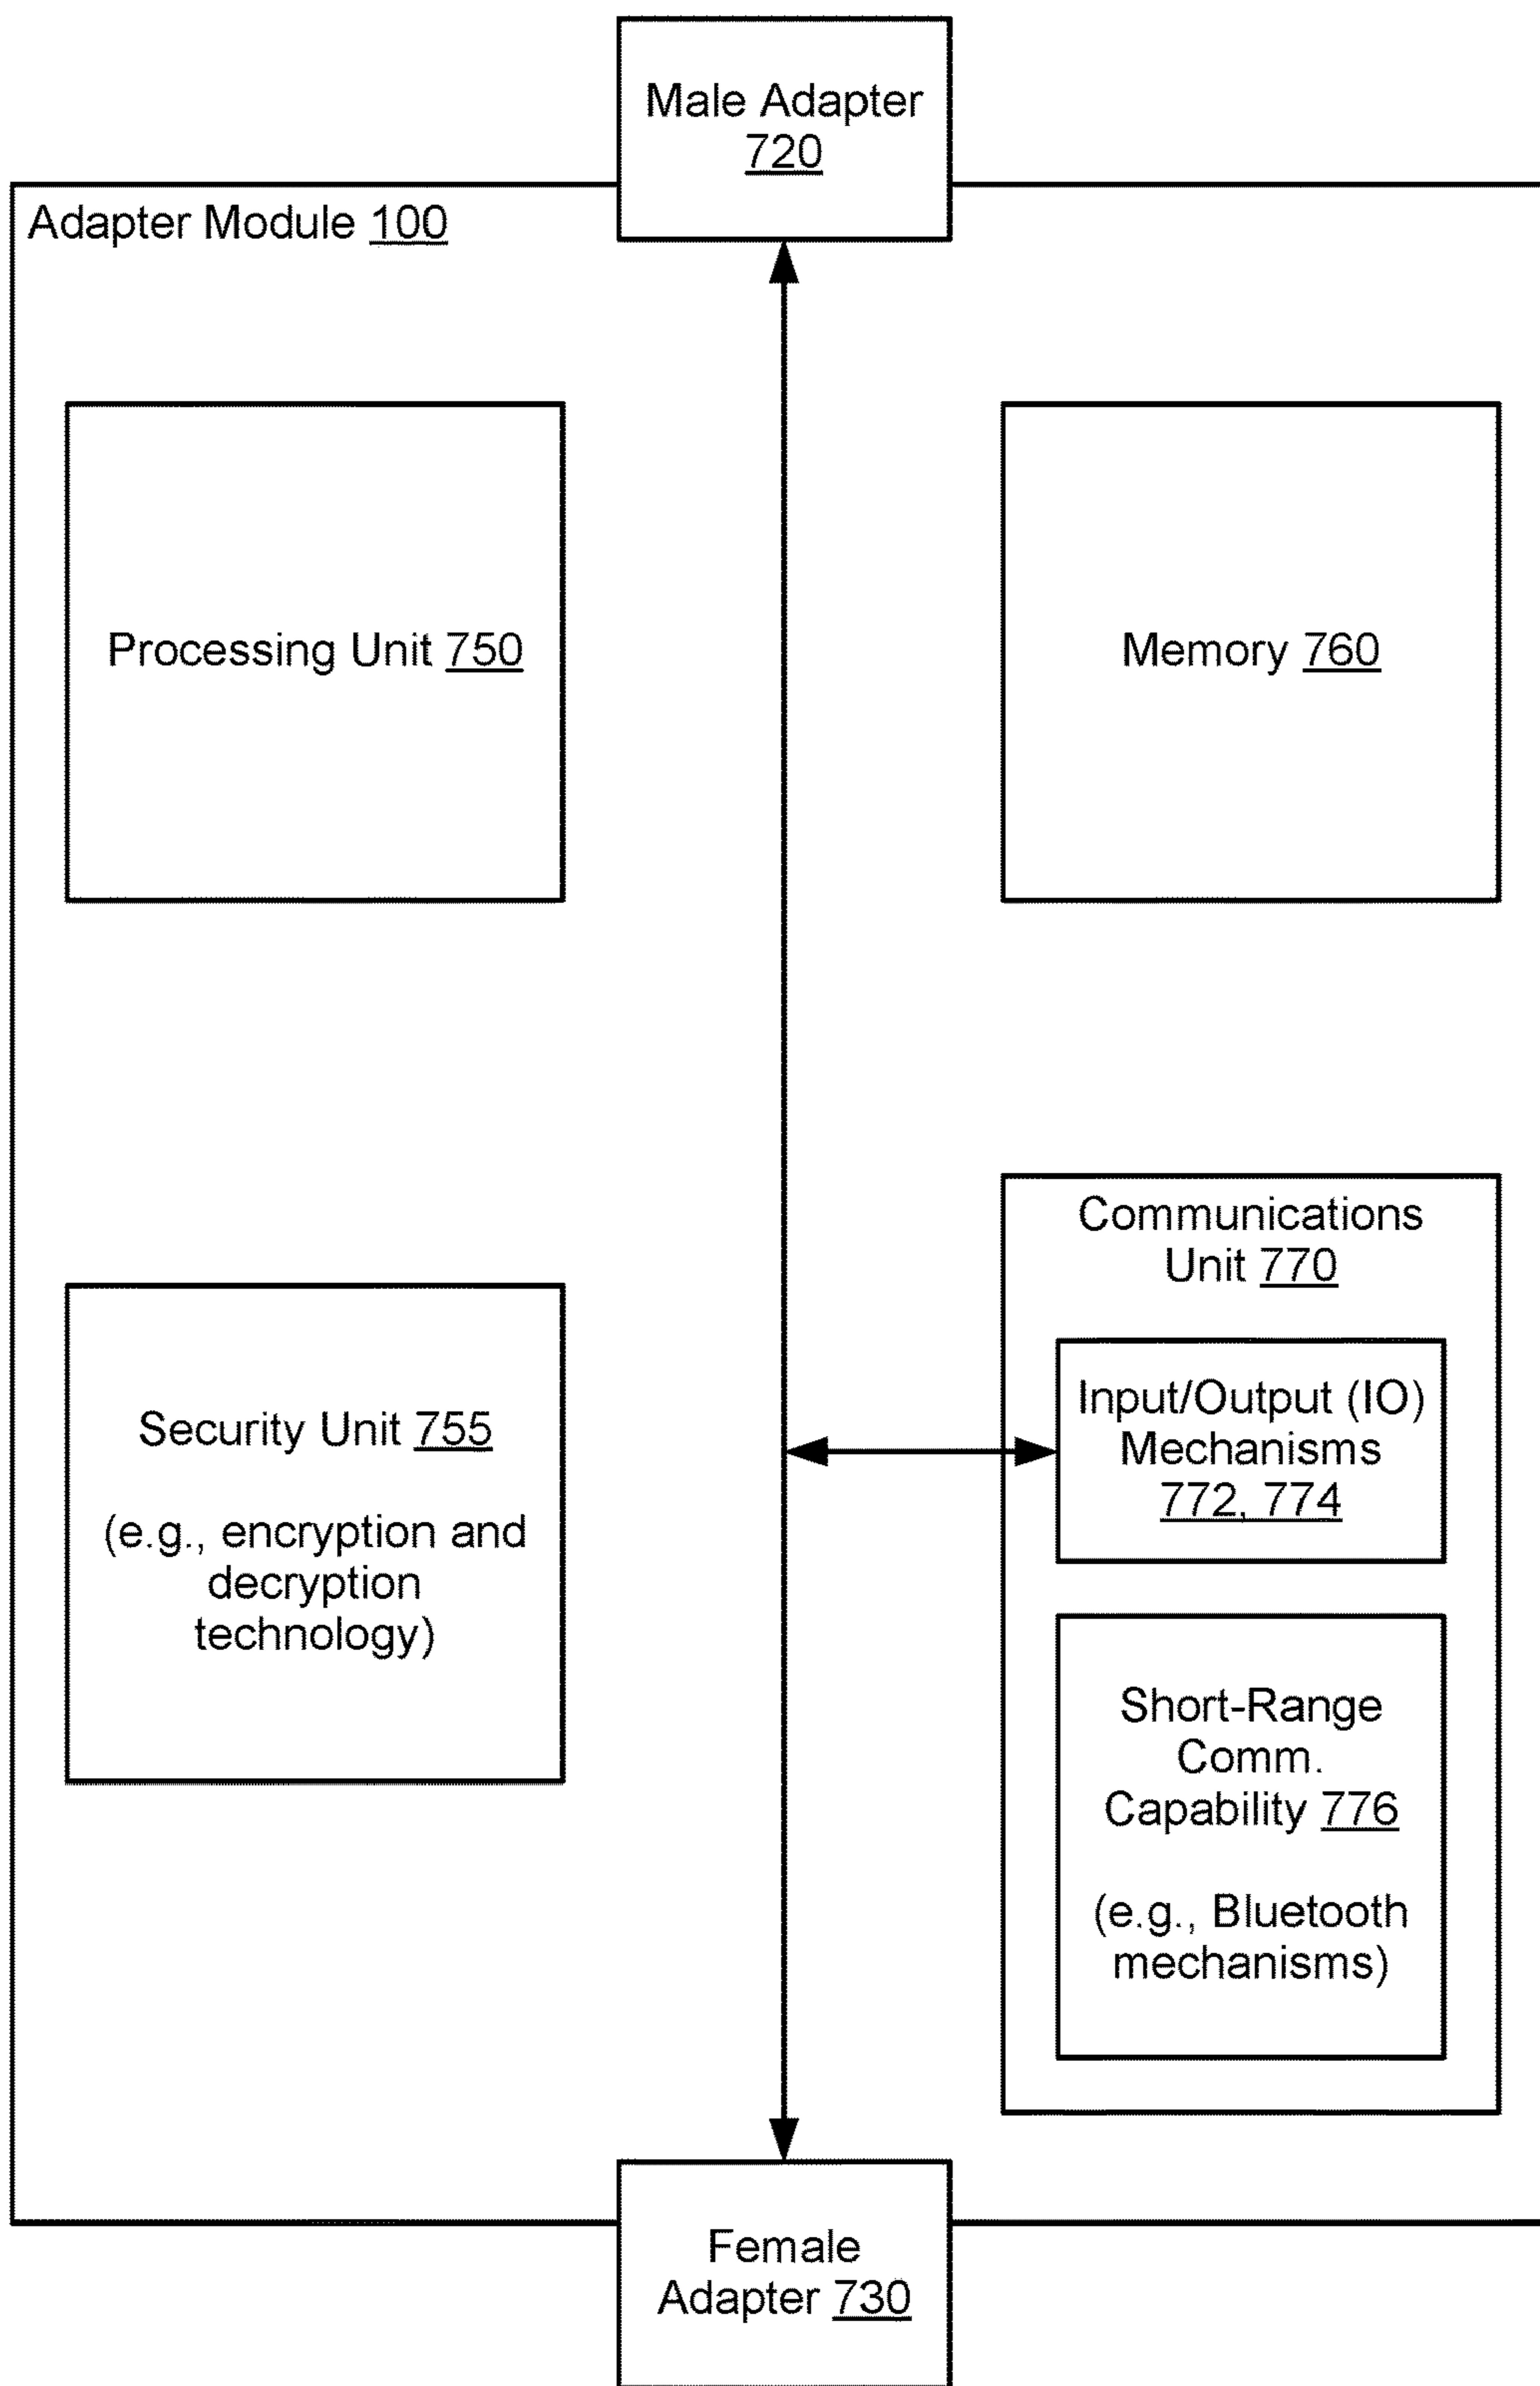 Male Adapter
720
Adapter Module 100
Processing Unit 750
Memory 760
Communications
Unit 770
Input/Output (IO)
Mechanisms
772, 774
Security Unit 755
(e.g., encryption and
decryption
technology)
Short-Range
Comm.
Capability 776
(e.g., Bluetooth
mechanisms)
Female
Adapter 730